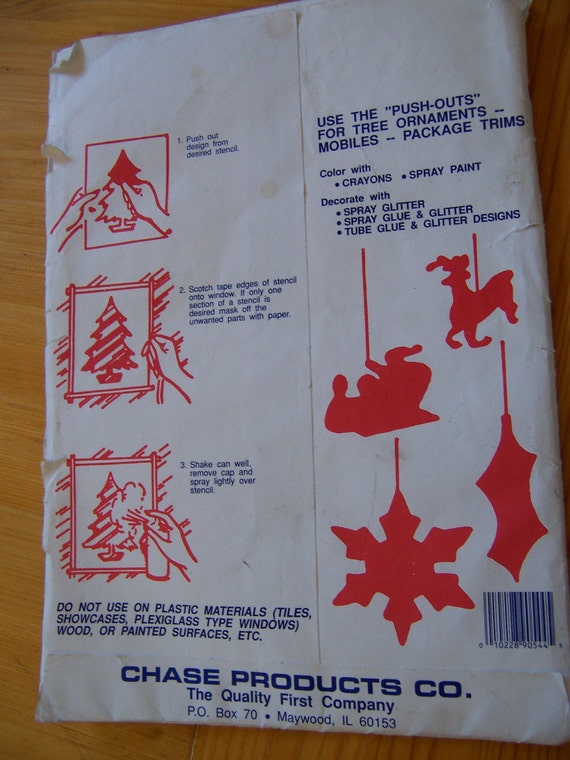 1. Push out
design from
desired stencil.
2. Scotch tape edges of stencil
onto window. If only one
section of a stencil is
desired mask off the
unwanted parts with paper.
3. Shake can well,
remove cap and
spray lightly over
stencil.
DO NOT USE ON PLASTIC MATERIALS (TILES,
SHOWCASES, PLEXIGLASS TYPE WINDOWS)
WOOD, OR PAINTED SURFACES, ETC.
USE THE "PUSH-OUTS"
FOR TREE ORNAMENTS --
MOBILES -- PACKAGE TRIMS
Color with
• CRAYONS • SPRAY PAINT
Decorate with
• SPRAY GLITTER
• SPRAY GLUE & GLITTER
• TUBE GLUE & GLITTER DESIGNS
0 10228 90544 5
CHASE PRODUCTS CO.
The Quality First Company
P.O. Box 70 • Maywood, IL 60153